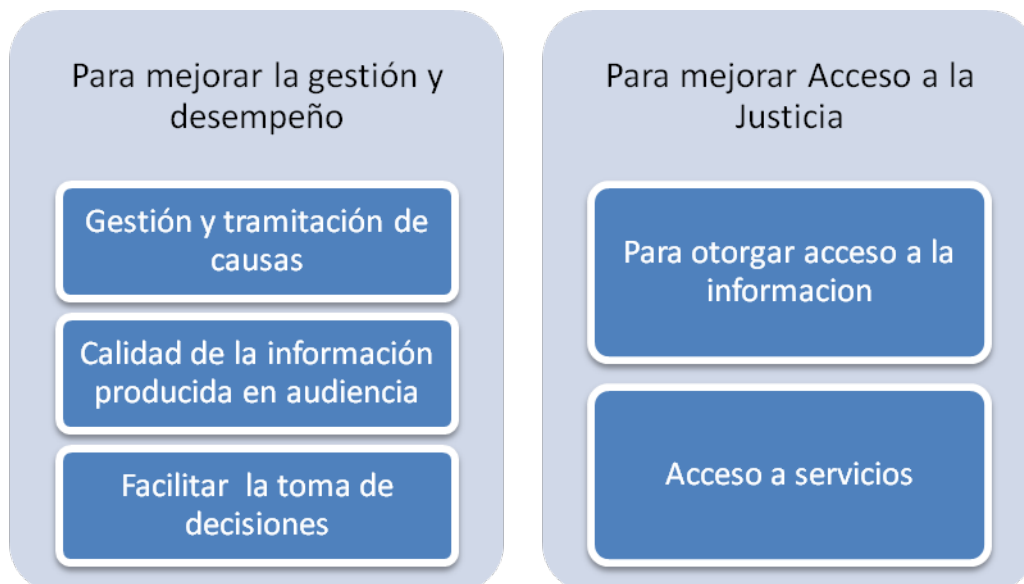 Para mejorar la gestión y
desempeño
Gestión y tramitación de
causas
Calidad de la información
producida en audiencia
Facilitar la toma de
decisiones
Para mejorar Acceso a la
Justicia
Para otorgar acceso a la
informacion
Acceso a servicios